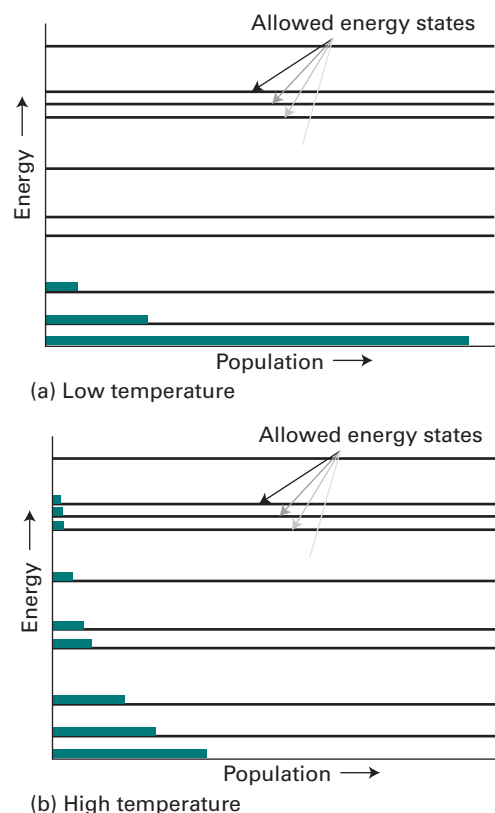 Allowed energy states
Energy
Population
(a) Low temperature
Allowed energy states
Energy
Population
(b) High temperature